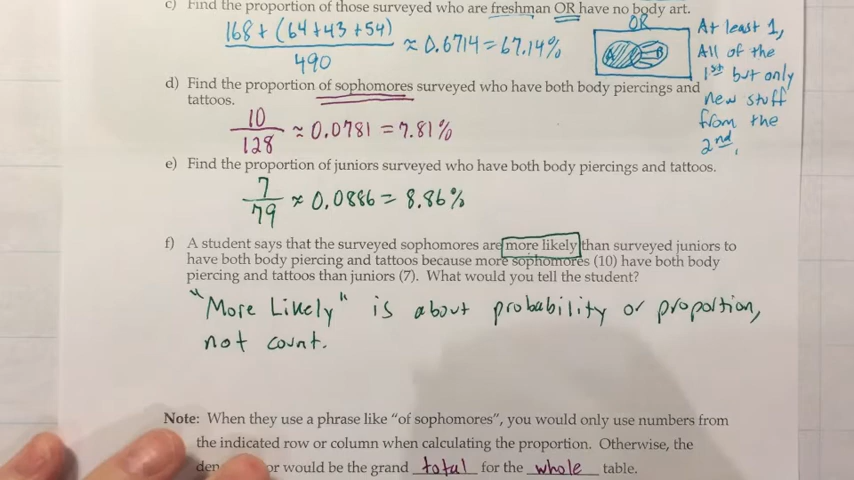 c) Find the proportion of those surveyed who are freshman OR have no body art.
168 + (64+43+54)
490
≈ 0.6714 = 67.14%
OR
A
B
At least 1,
All of the
1st but only
new stuff
from the
2nd.
d) Find the proportion of sophomores surveyed who have both body piercings and
tattoos.
10
128
≈ 0.0781 = 7.81%
e) Find the proportion of juniors surveyed who have both body piercings and tattoos.
7
79
≈ 0.0886 = 8.86%
f) A student says that the surveyed sophomores are more likely than surveyed juniors to
have both body piercing and tattoos because more sophomores (10) have both body
piercing and tattoos than juniors (7). What would you tell the student?
"More Likely" is about probability or proportion,
not count.
Note: When they use a phrase like "of sophomores", you would only use numbers from
the indicated row or column when calculating the proportion. Otherwise, the
would be the grand total for the whole table.